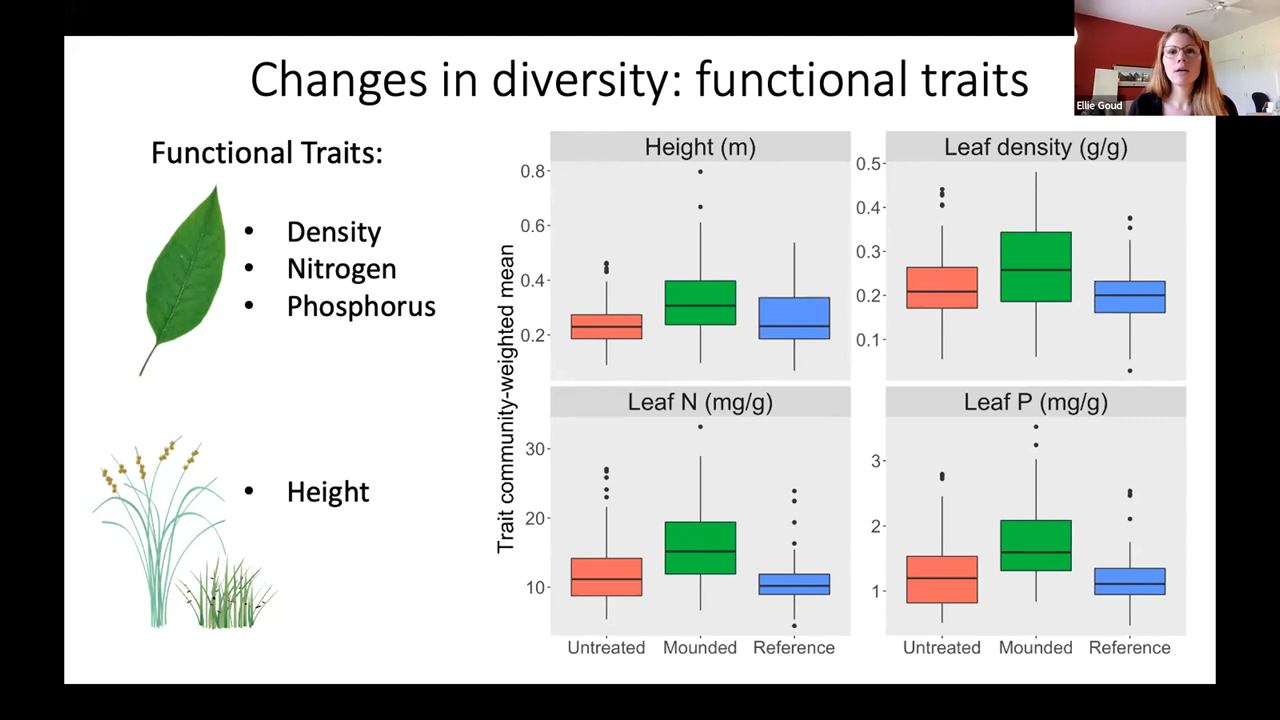 Changes in diversity: functional traits
Ellie Goud
Functional Traits:
• Density
• Nitrogen
• Phosphorus
• Height
Trait community-weighted mean
Height (m)
0.8
0.6
0.4
0.2
Leaf density (g/g)
0.5
0.4
0.3
0.2
0.1
Leaf N (mg/g)
30
20
10
Untreated Mounded Reference
Leaf P (mg/g)
3
2
1
Untreated Mounded Reference